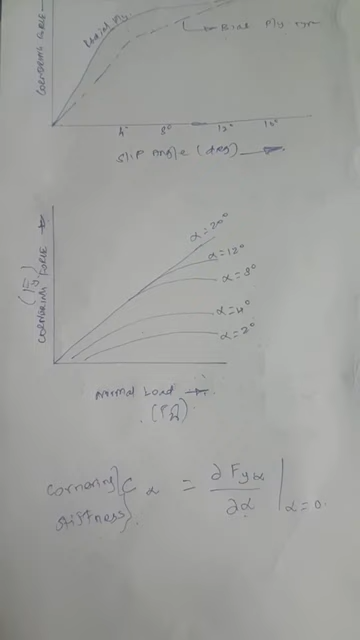 CORNERING FORCE →
Radial Ply
Bias Ply tyre
4° 8° 12° 16°
Slip Angle (deg) →
CORNERING FORCE →
(Fy)
α = 20°
α = 12°
α = 8°
α = 4°
α = 2°
Normal Load →
(Fz)
Cornering stiffness } Cα = ∂Fyα / ∂α | α = 0.